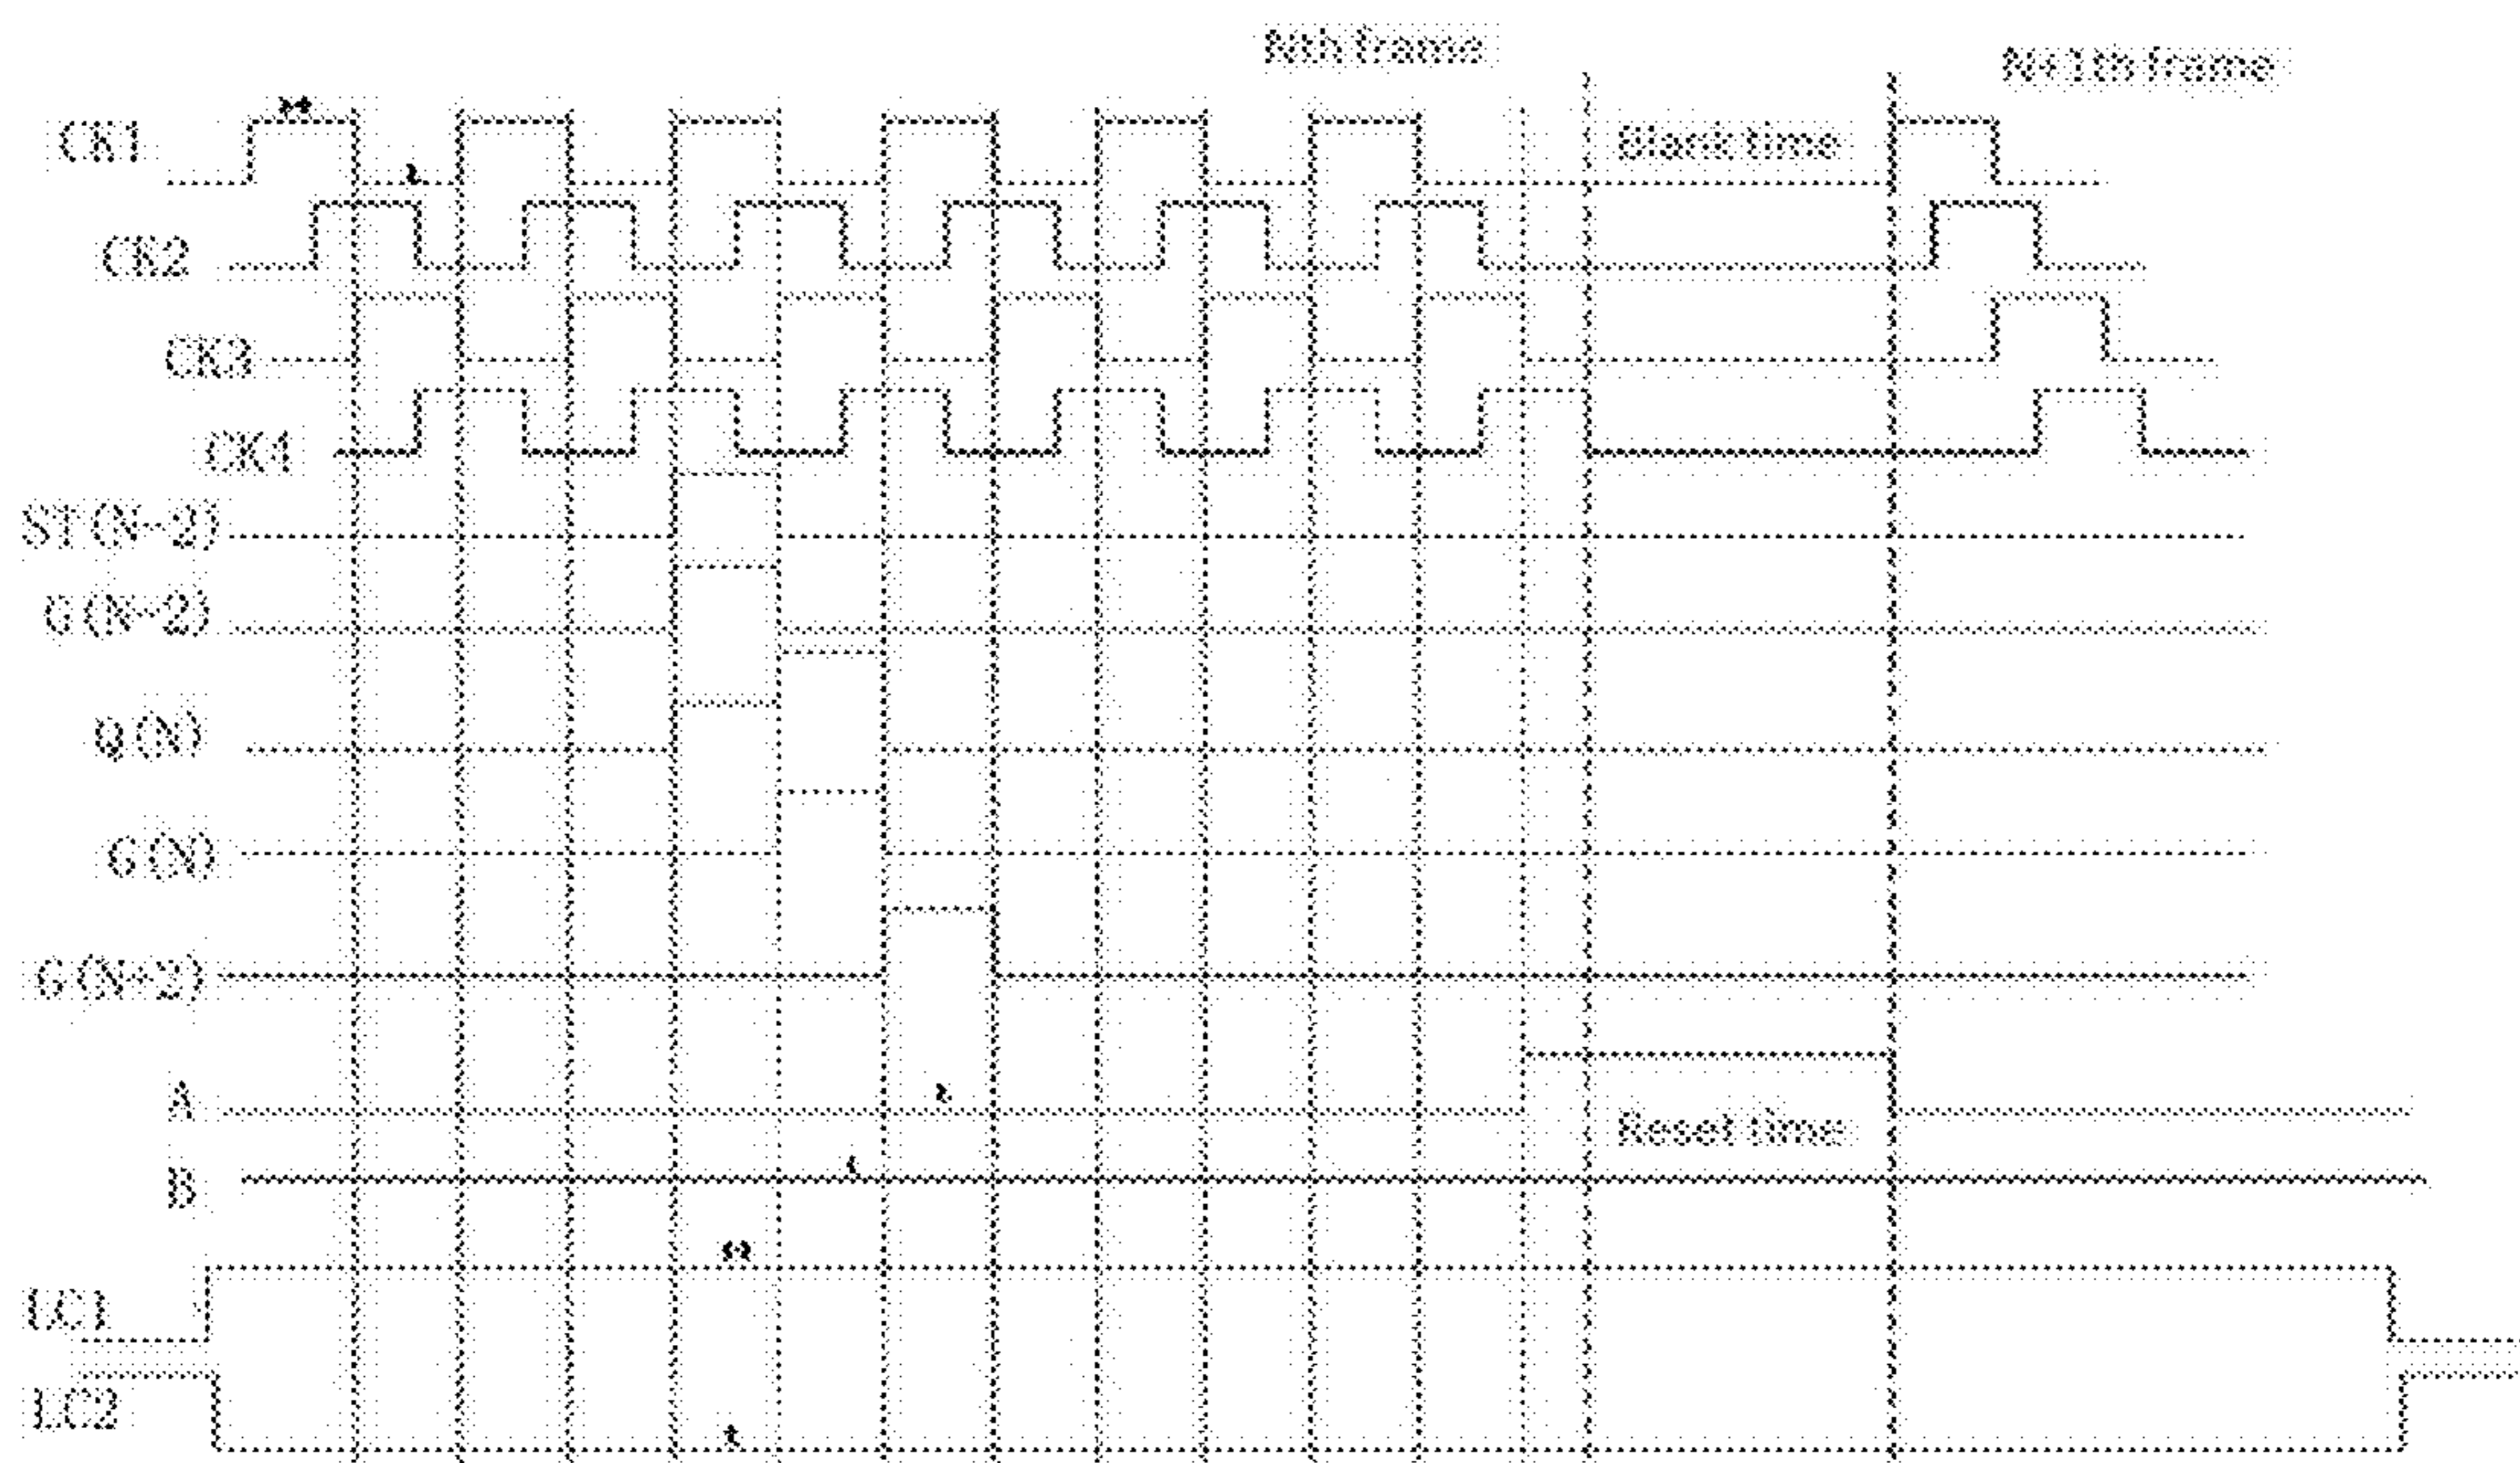 Nth frame
N+1th frame
CK1
Blank time
CK2
CK3
CK4
ST(N-2)
G(N-2)
Q(N)
G(N)
G(N+2)
A
Reset time
B
LC1
LC2